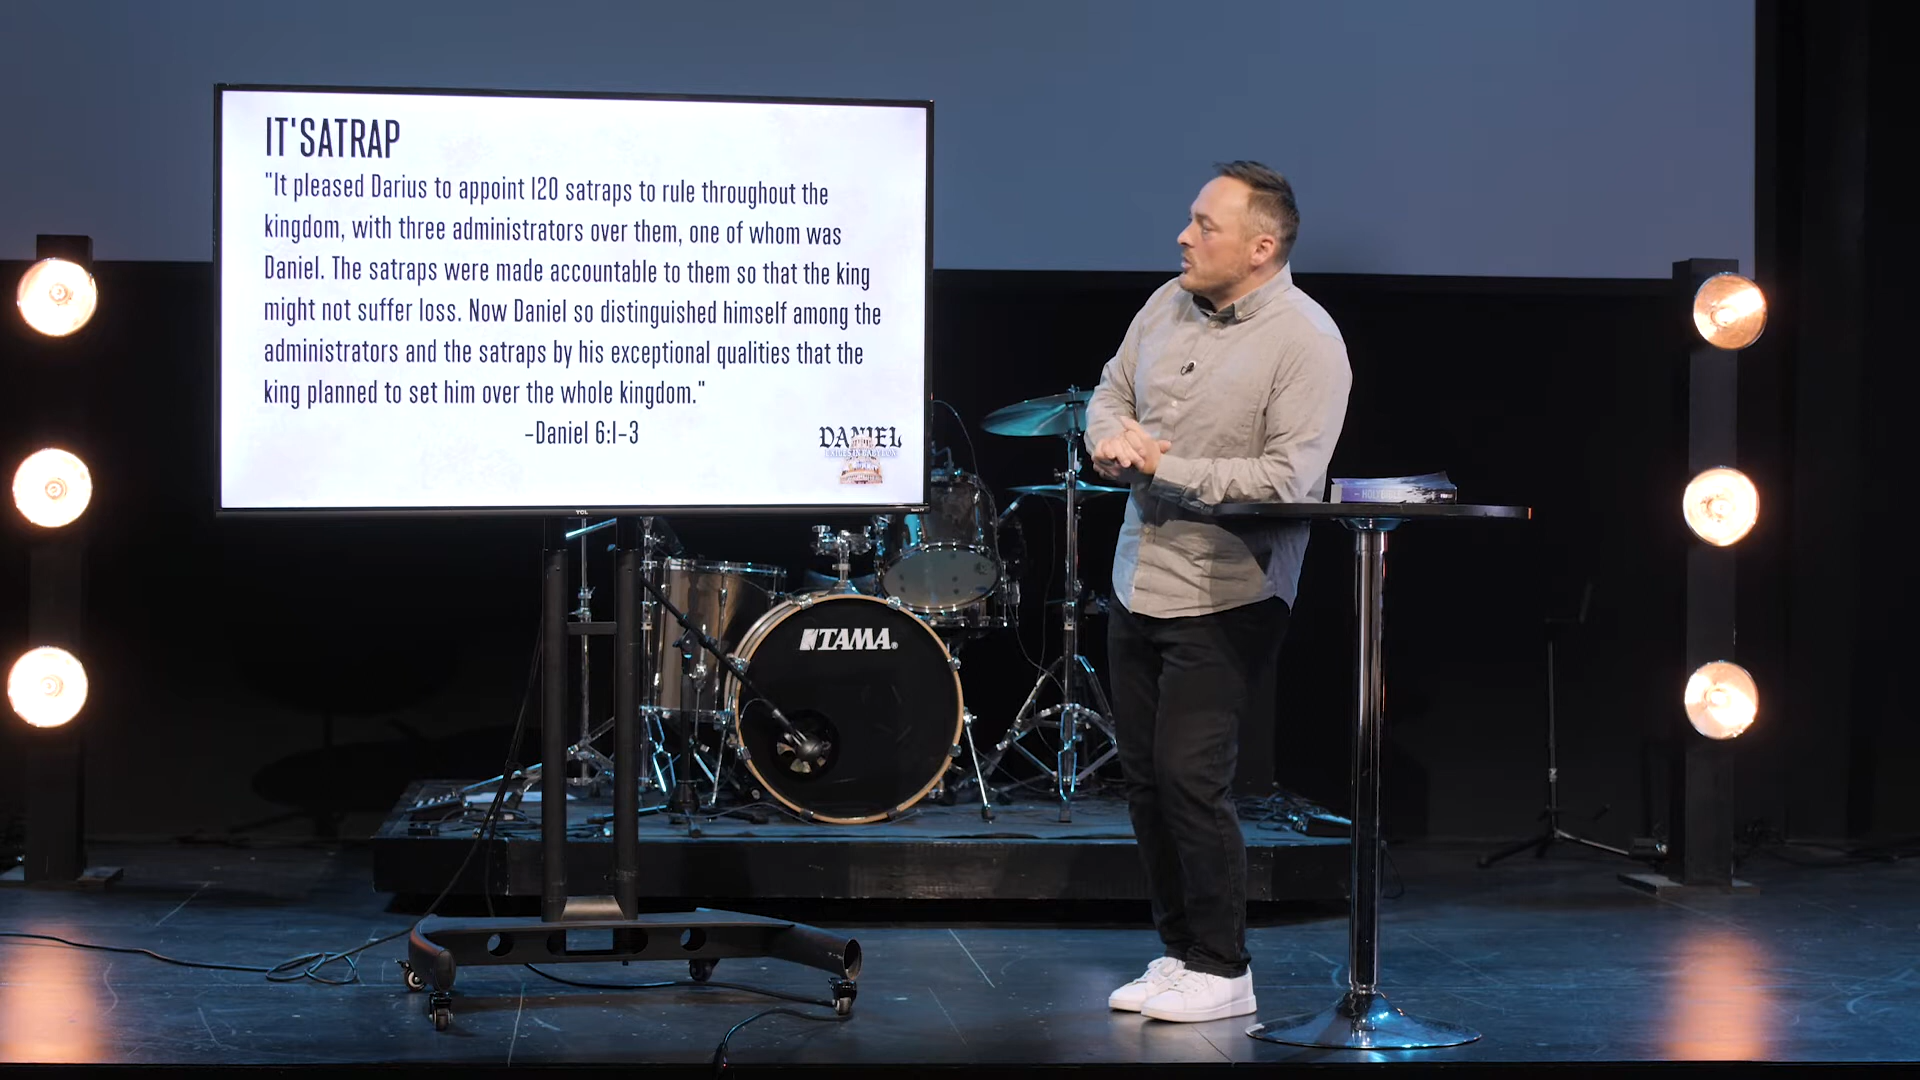 IT'SATRAP
"It pleased Darius to appoint 120 satraps to rule throughout the
kingdom, with three administrators over them, one of whom was
Daniel. The satraps were made accountable to them so that the king
might not suffer loss. Now Daniel so distinguished himself among the
administrators and the satraps by his exceptional qualities that the
king planned to set him over the whole kingdom."
-Daniel 6:1-3
DANIEL
TCL
TAMA®
HOLY BIBLE